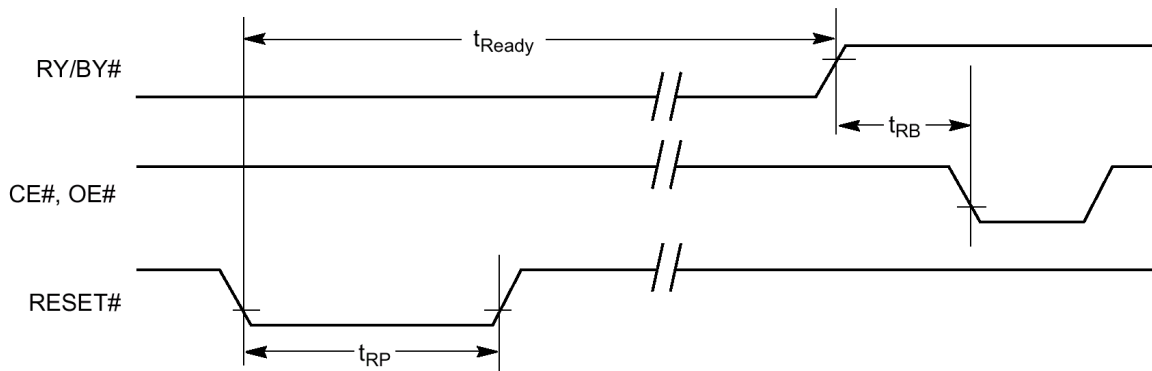 tReady
RY/BY#
tRB
CE#, OE#
RESET#
tRP